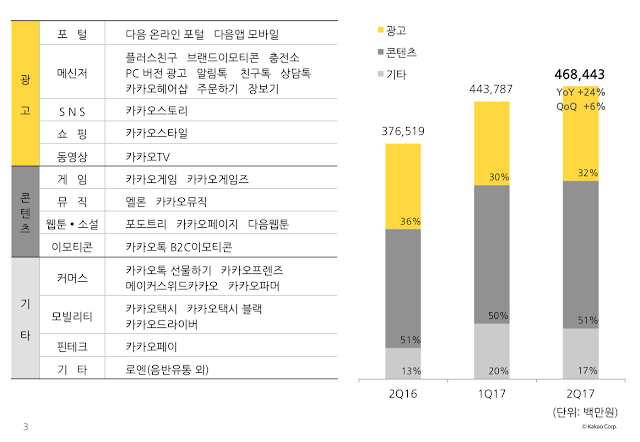 광고
포 털 다음 온라인 포털 다음앱 모바일
메신저 플러스친구 브랜드이모티콘 충전소
PC 버전 광고 알림톡 친구톡 상담톡
카카오헤어샵 주문하기 장보기
S N S 카카오스토리
쇼 핑 카카오스타일
동영상 카카오TV
콘텐츠
게 임 카카오게임 카카오게임즈
뮤 직 멜론 카카오뮤직
웹툰•소설 포도트리 카카오페이지 다음웹툰
이모티콘 카카오톡 B2C이모티콘
기타
커머스 카카오톡 선물하기 카카오프렌즈
메이커스위드카카오 카카오파머
모빌리티 카카오택시 카카오택시 블랙
카카오드라이버
핀테크 카카오페이
기 타 로엔(음반유통 외)
광고
콘텐츠
기타
376,519
443,787
468,443
YoY +24%
QoQ +6%
36%
30%
32%
51%
50%
51%
13%
20%
17%
2Q16
1Q17
2Q17
(단위: 백만원)
3
© Kakao Corp.